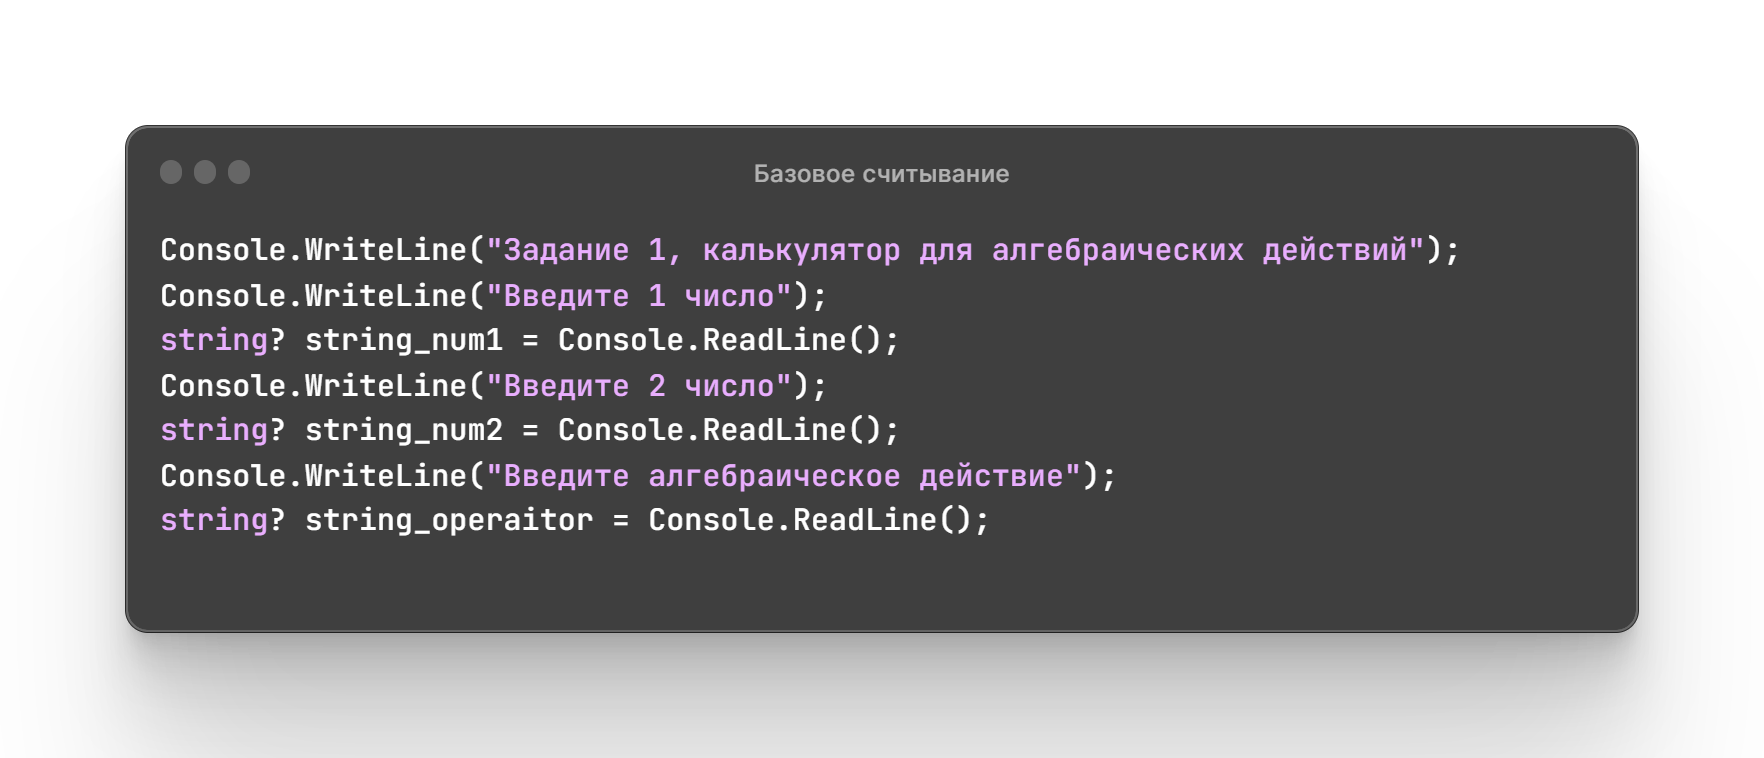 Базовое считывание
Console.WriteLine("Задание 1, калькулятор для алгебраических действий");
Console.WriteLine("Введите 1 число");
string? string_num1 = Console.ReadLine();
Console.WriteLine("Введите 2 число");
string? string_num2 = Console.ReadLine();
Console.WriteLine("Введите алгебраическое действие");
string? string_operaitor = Console.ReadLine();